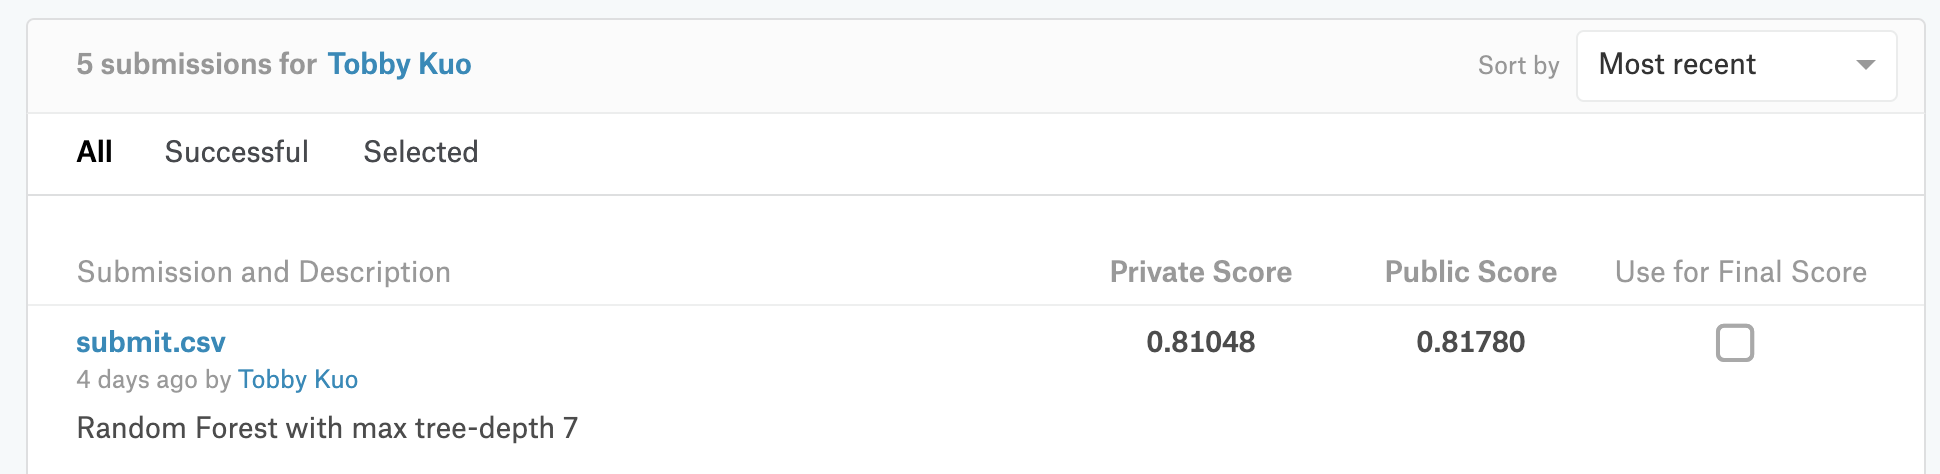 5 submissions for Tobby Kuo
Sort by Most recent
All Successful Selected
Submission and Description Private Score Public Score Use for Final Score
submit.csv 0.81048 0.81780
4 days ago by Tobby Kuo
Random Forest with max tree-depth 7